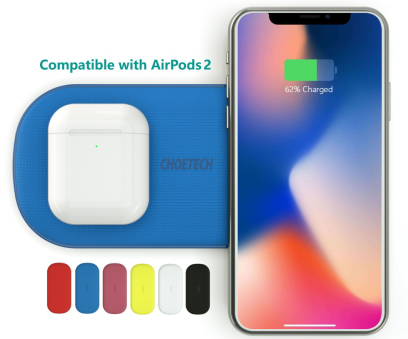 Compatible with AirPods 2
62% Charged
CHOETECH